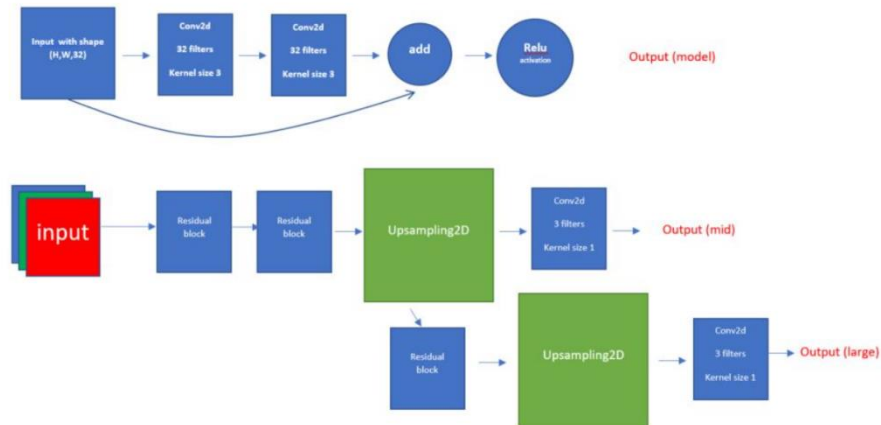 Input with shape
(H,W,32)
Conv2d
32 filters
Kernel size 3
Conv2d
32 filters
Kernel size 3
add
Relu
activation
Output (model)
input
Residual
block
Residual
block
Upsampling2D
Conv2d
3 filters
Kernel size 1
Output (mid)
Residual
block
Upsampling2D
Conv2d
3 filters
Kernel size 1
Output (large)